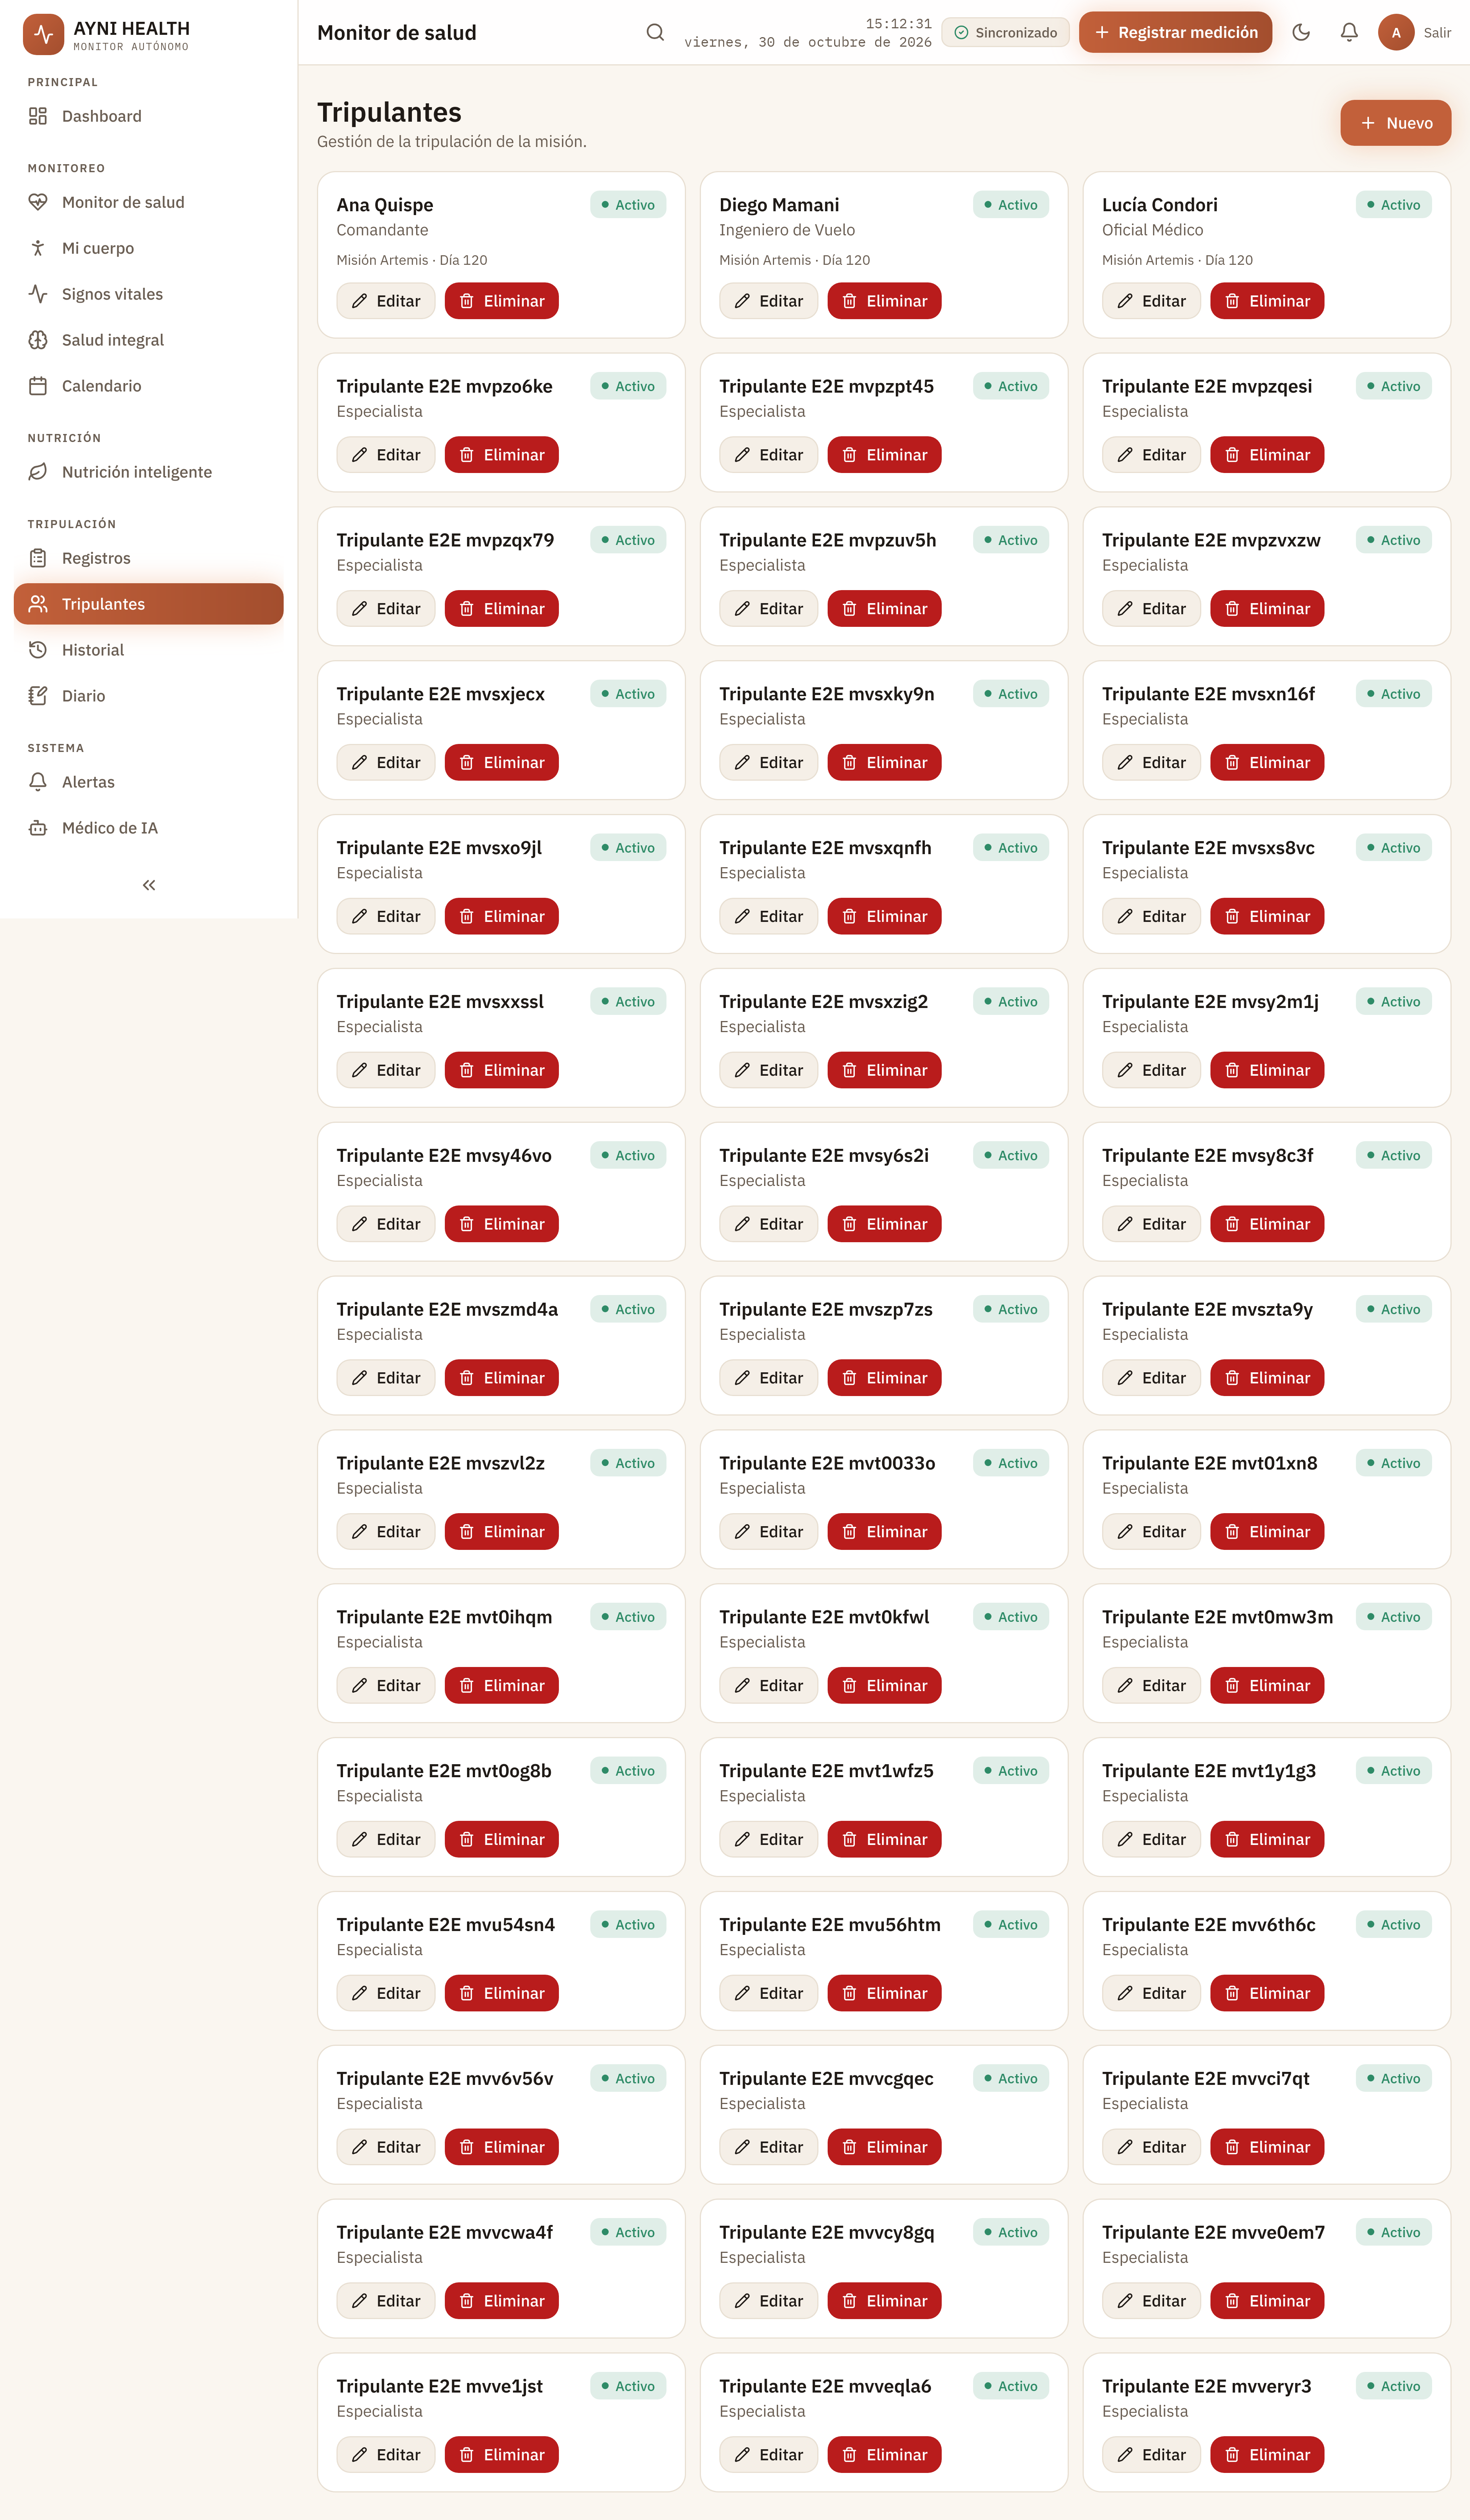 AYNI HEALTH
MONITOR AUTÓNOMO
PRINCIPAL
Dashboard
MONITOREO
Monitor de salud
Mi cuerpo
Signos vitales
Salud integral
Calendario
NUTRICIÓN
Nutrición inteligente
TRIPULACIÓN
Registros
Tripulantes
Historial
Diario
SISTEMA
Alertas
Médico de IA
Monitor de salud
15:12:31
viernes, 30 de octubre de 2026
Sincronizado
Registrar medición
A
Salir
Tripulantes
Gestión de la tripulación de la misión.
Nuevo
Ana Quispe Activo
Comandante
Misión Artemis · Día 120
Editar Eliminar
Diego Mamani Activo
Ingeniero de Vuelo
Misión Artemis · Día 120
Editar Eliminar
Lucía Condori Activo
Oficial Médico
Misión Artemis · Día 120
Editar Eliminar
Tripulante E2E mvpzo6ke Activo
Especialista
Editar Eliminar
Tripulante E2E mvpzpt45 Activo
Especialista
Editar Eliminar
Tripulante E2E mvpzqesi Activo
Especialista
Editar Eliminar
Tripulante E2E mvpzqx79 Activo
Especialista
Editar Eliminar
Tripulante E2E mvpzuv5h Activo
Especialista
Editar Eliminar
Tripulante E2E mvpzvxzw Activo
Especialista
Editar Eliminar
Tripulante E2E mvsxjecx Activo
Especialista
Editar Eliminar
Tripulante E2E mvsxky9n Activo
Especialista
Editar Eliminar
Tripulante E2E mvsxn16f Activo
Especialista
Editar Eliminar
Tripulante E2E mvsxo9jl Activo
Especialista
Editar Eliminar
Tripulante E2E mvsxqnfh Activo
Especialista
Editar Eliminar
Tripulante E2E mvsxs8vc Activo
Especialista
Editar Eliminar
Tripulante E2E mvsxxssl Activo
Especialista
Editar Eliminar
Tripulante E2E mvsxzig2 Activo
Especialista
Editar Eliminar
Tripulante E2E mvsy2m1j Activo
Especialista
Editar Eliminar
Tripulante E2E mvsy46vo Activo
Especialista
Editar Eliminar
Tripulante E2E mvsy6s2i Activo
Especialista
Editar Eliminar
Tripulante E2E mvsy8c3f Activo
Especialista
Editar Eliminar
Tripulante E2E mvszmd4a Activo
Especialista
Editar Eliminar
Tripulante E2E mvszp7zs Activo
Especialista
Editar Eliminar
Tripulante E2E mvszta9y Activo
Especialista
Editar Eliminar
Tripulante E2E mvszvl2z Activo
Especialista
Editar Eliminar
Tripulante E2E mvt0033o Activo
Especialista
Editar Eliminar
Tripulante E2E mvt01xn8 Activo
Especialista
Editar Eliminar
Tripulante E2E mvt0ihqm Activo
Especialista
Editar Eliminar
Tripulante E2E mvt0kfwl Activo
Especialista
Editar Eliminar
Tripulante E2E mvt0mw3m Activo
Especialista
Editar Eliminar
Tripulante E2E mvt0og8b Activo
Especialista
Editar Eliminar
Tripulante E2E mvt1wfz5 Activo
Especialista
Editar Eliminar
Tripulante E2E mvt1y1g3 Activo
Especialista
Editar Eliminar
Tripulante E2E mvu54sn4 Activo
Especialista
Editar Eliminar
Tripulante E2E mvu56htm Activo
Especialista
Editar Eliminar
Tripulante E2E mvv6th6c Activo
Especialista
Editar Eliminar
Tripulante E2E mvv6v56v Activo
Especialista
Editar Eliminar
Tripulante E2E mvvcgqec Activo
Especialista
Editar Eliminar
Tripulante E2E mvvci7qt Activo
Especialista
Editar Eliminar
Tripulante E2E mvvcwa4f Activo
Especialista
Editar Eliminar
Tripulante E2E mvvcy8gq Activo
Especialista
Editar Eliminar
Tripulante E2E mvve0em7 Activo
Especialista
Editar Eliminar
Tripulante E2E mvve1jst Activo
Especialista
Editar Eliminar
Tripulante E2E mvveqla6 Activo
Especialista
Editar Eliminar
Tripulante E2E mvveryr3 Activo
Especialista
Editar Eliminar